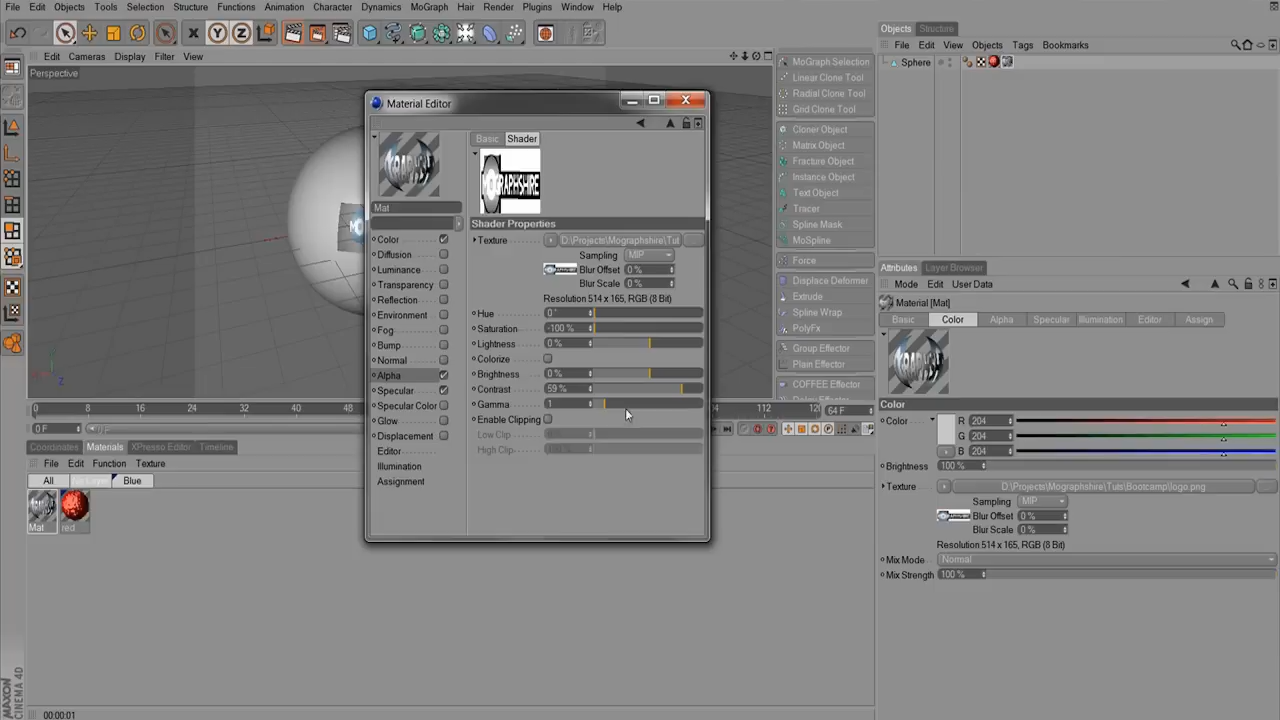 File Edit Objects Tools Selection Structure Functions Animation Character Dynamics MoGraph Hair Render Plugins Window Help
Objects Structure
File Edit View Objects Tags Bookmarks
Edit Cameras Display Filter View
Sphere
Perspective
MoGraph Selection
Linear Clone Tool
Radial Clone Tool
Grid Clone Tool
Cloner Object
Matrix Object
Fracture Object
Instance Object
Text Object
Tracer
Spline Mask
MoSpline
Force
Displace Deformer
Extrude
Spline Wrap
PolyFx
Group Effector
Plain Effector
COFFEE Effector
Material Editor
Basic Shader
MOGRAPHSHIRE
Mat
Shader Properties
Color
Diffusion
Luminance
Transparency
Reflection
Environment
Fog
Bump
Normal
Alpha
Specular
Specular Color
Glow
Displacement
Editor
Illumination
Assignment
Texture D:\Projects\Mographshire\Tut
Sampling MIP
Blur Offset 0 %
Blur Scale 0 %
Resolution 514 x 165, RGB (8 Bit)
Hue 0 °
Saturation -100 %
Lightness 0 %
Colorize
Brightness 0 %
Contrast 59 %
Gamma 1
Enable Clipping
Low Clip
High Clip
0 8 16 24 32 40 48 104 112 120 64 F
0 F
Coordinates Materials XPresso Editor Timeline
File Edit Function Texture
All Blue
Mat red
Attributes Layer Browser
Mode Edit User Data
Material [Mat]
Basic Color Alpha Specular Illumination Editor Assign
Color
Color R 204
G 204
B 204
Brightness 100 %
Texture D:\Projects\Mographshire\Tuts\Bootcamp\logo.png
Sampling MIP
Blur Offset 0 %
Blur Scale 0 %
Resolution 514 x 165, RGB (8 Bit)
Mix Mode Normal
Mix Strength 100 %
MAXON CINEMA 4D
00:00:01